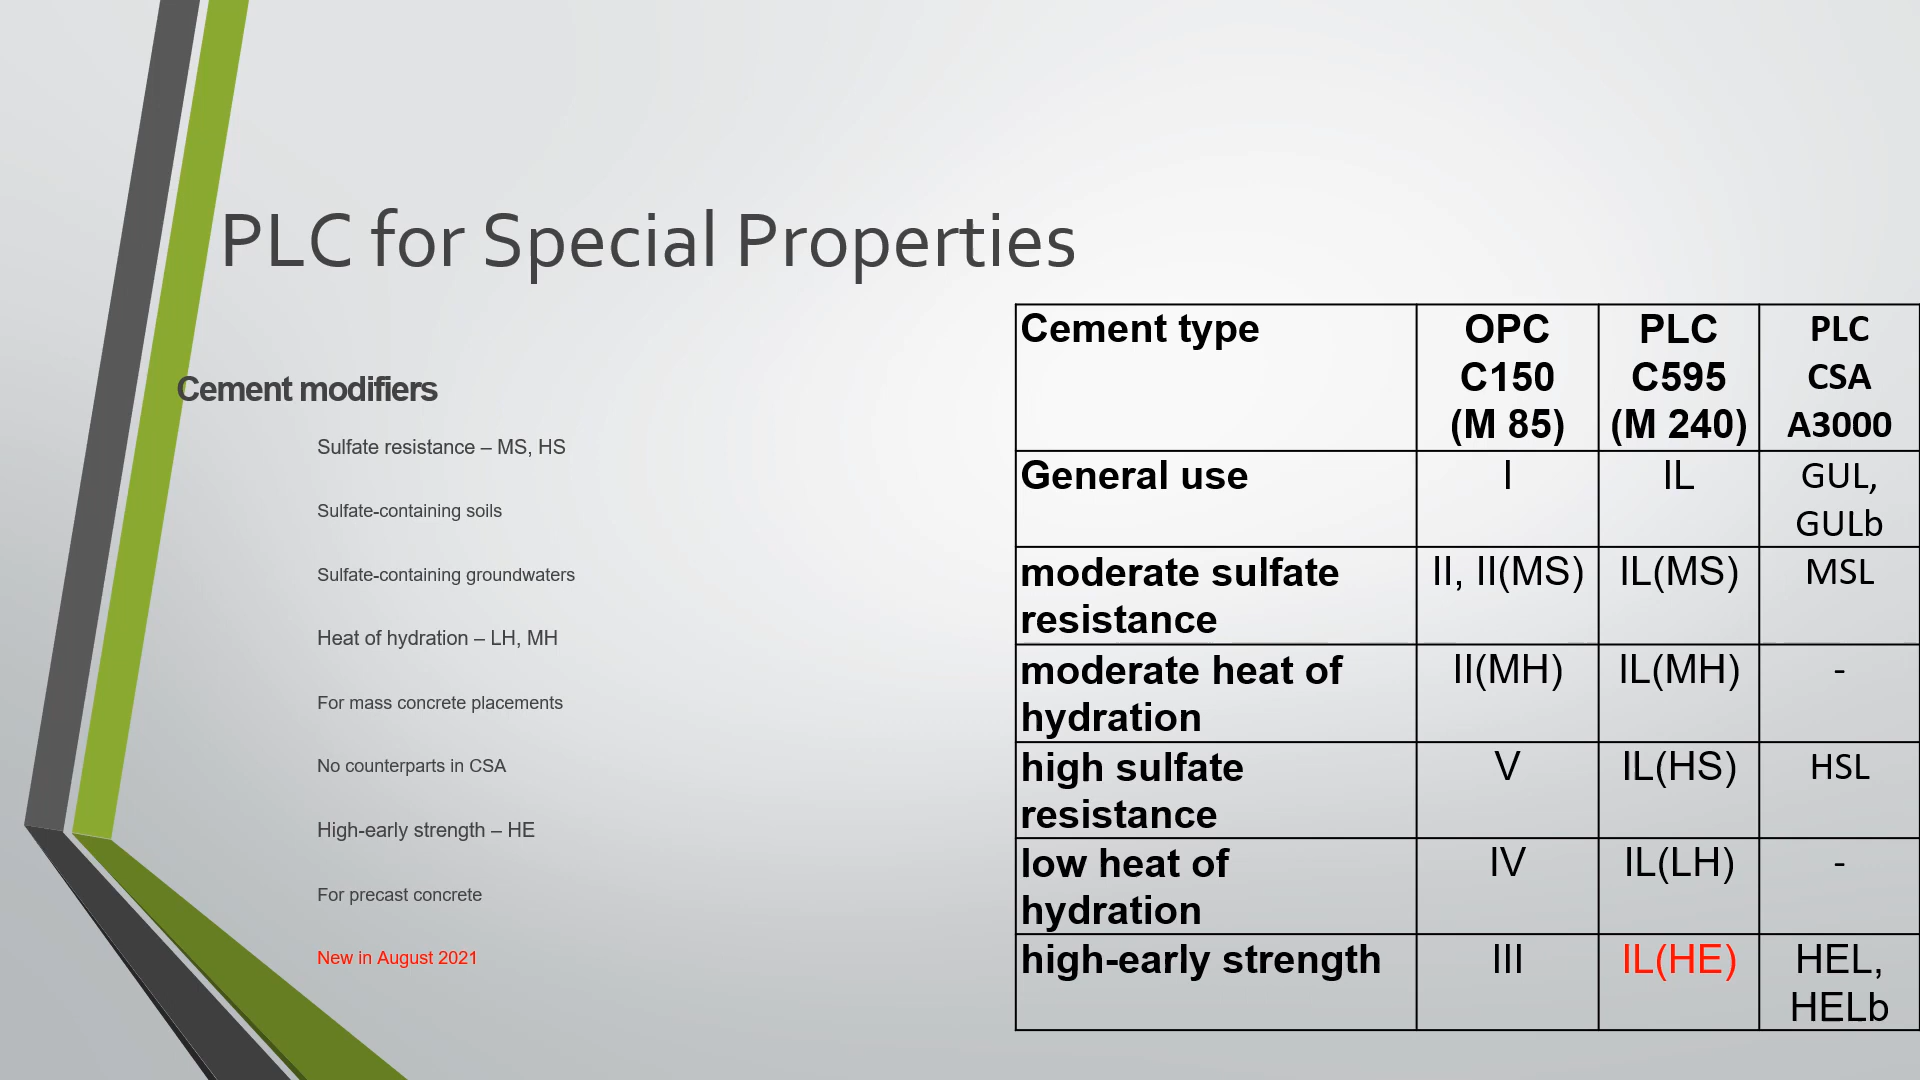 PLC for Special Properties
Cement modifiers
Sulfate resistance – MS, HS
Sulfate-containing soils
Sulfate-containing groundwaters
Heat of hydration – LH, MH
For mass concrete placements
No counterparts in CSA
High-early strength – HE
For precast concrete
New in August 2021
Cement type
OPC
C150
(M 85)
PLC
C595
(M 240)
PLC
CSA
A3000
General use
I
IL
GUL,
GULb
moderate sulfate
resistance
II, II(MS)
IL(MS)
MSL
moderate heat of
hydration
II(MH)
IL(MH)
-
high sulfate
resistance
V
IL(HS)
HSL
low heat of
hydration
IV
IL(LH)
-
high-early strength
III
IL(HE)
HEL,
HELb